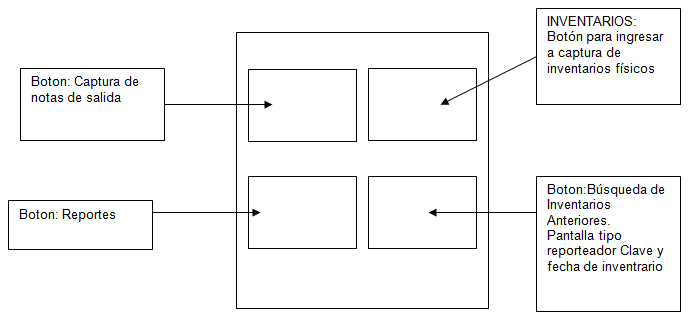 INVENTARIOS:
Botón para ingresar
a captura de
inventarios físicos
Boton: Captura de
notas de salida
Boton: Reportes
Boton:Búsqueda de
Inventarios
Anteriores.
Pantalla tipo
reporteador Clave y
fecha de inventrario